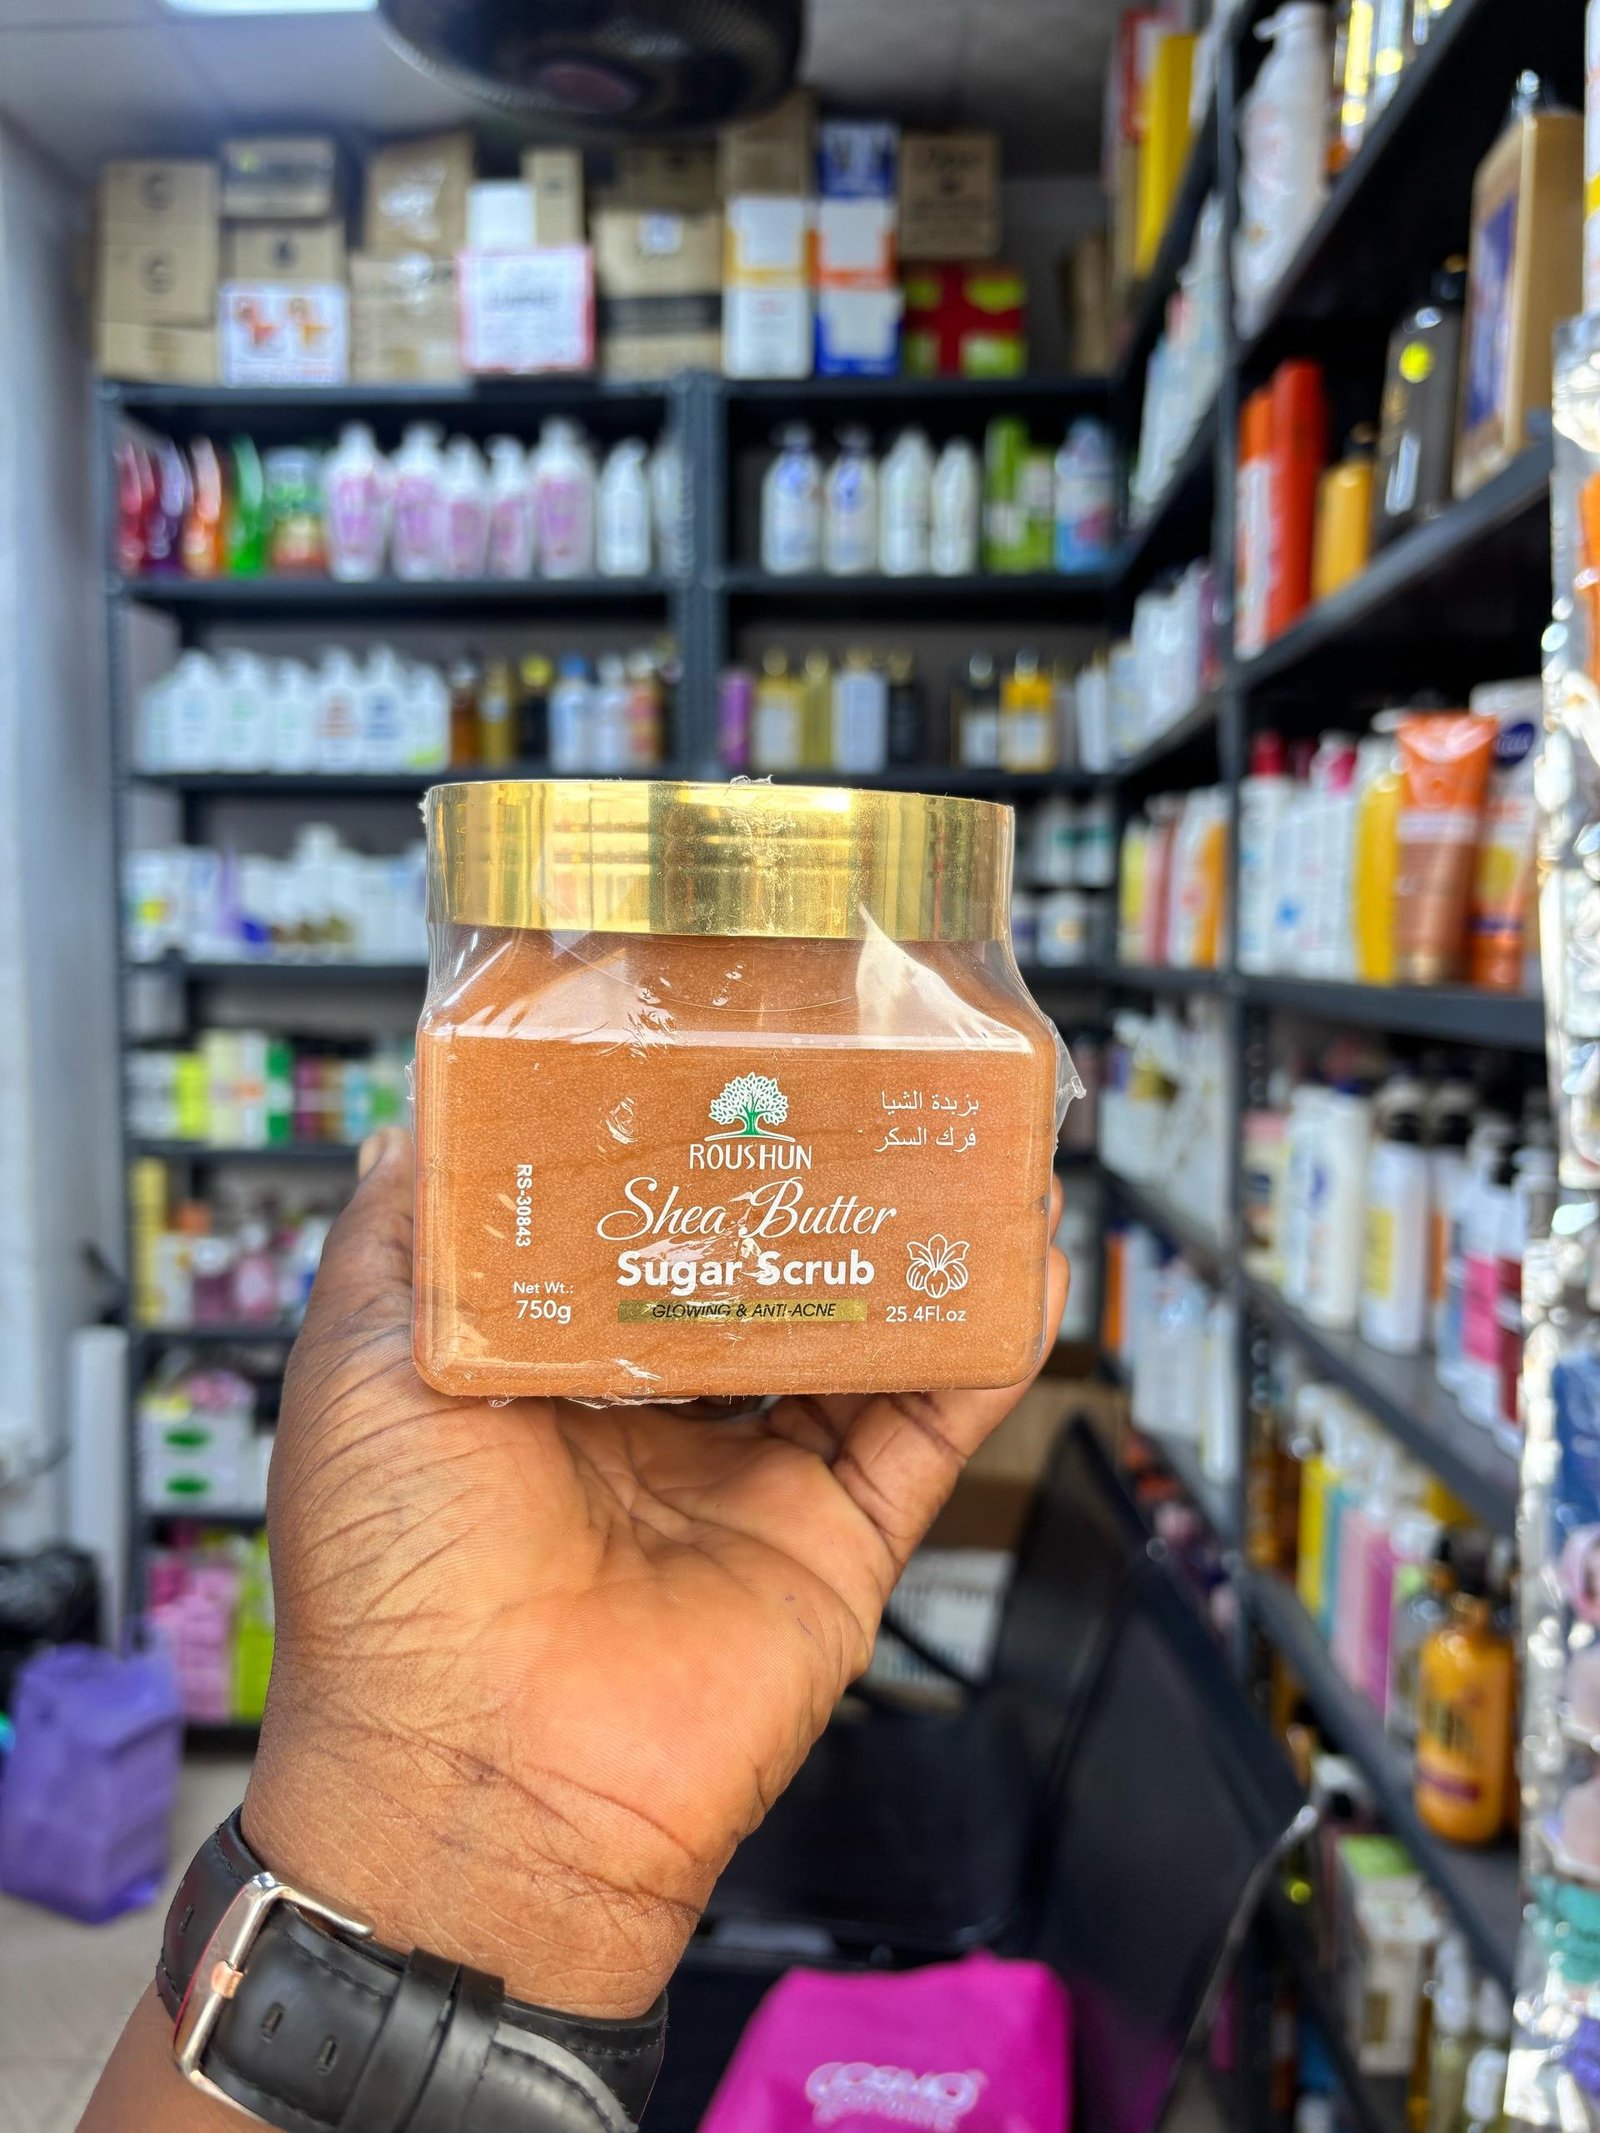 ROUSHUN
بزبدة الشيا
فرك السكر
Shea Butter
Sugar Scrub
GLOWING & ANTI-ACNE
RS-30843
Net Wt.:
750g
25.4Fl.oz
COSMO